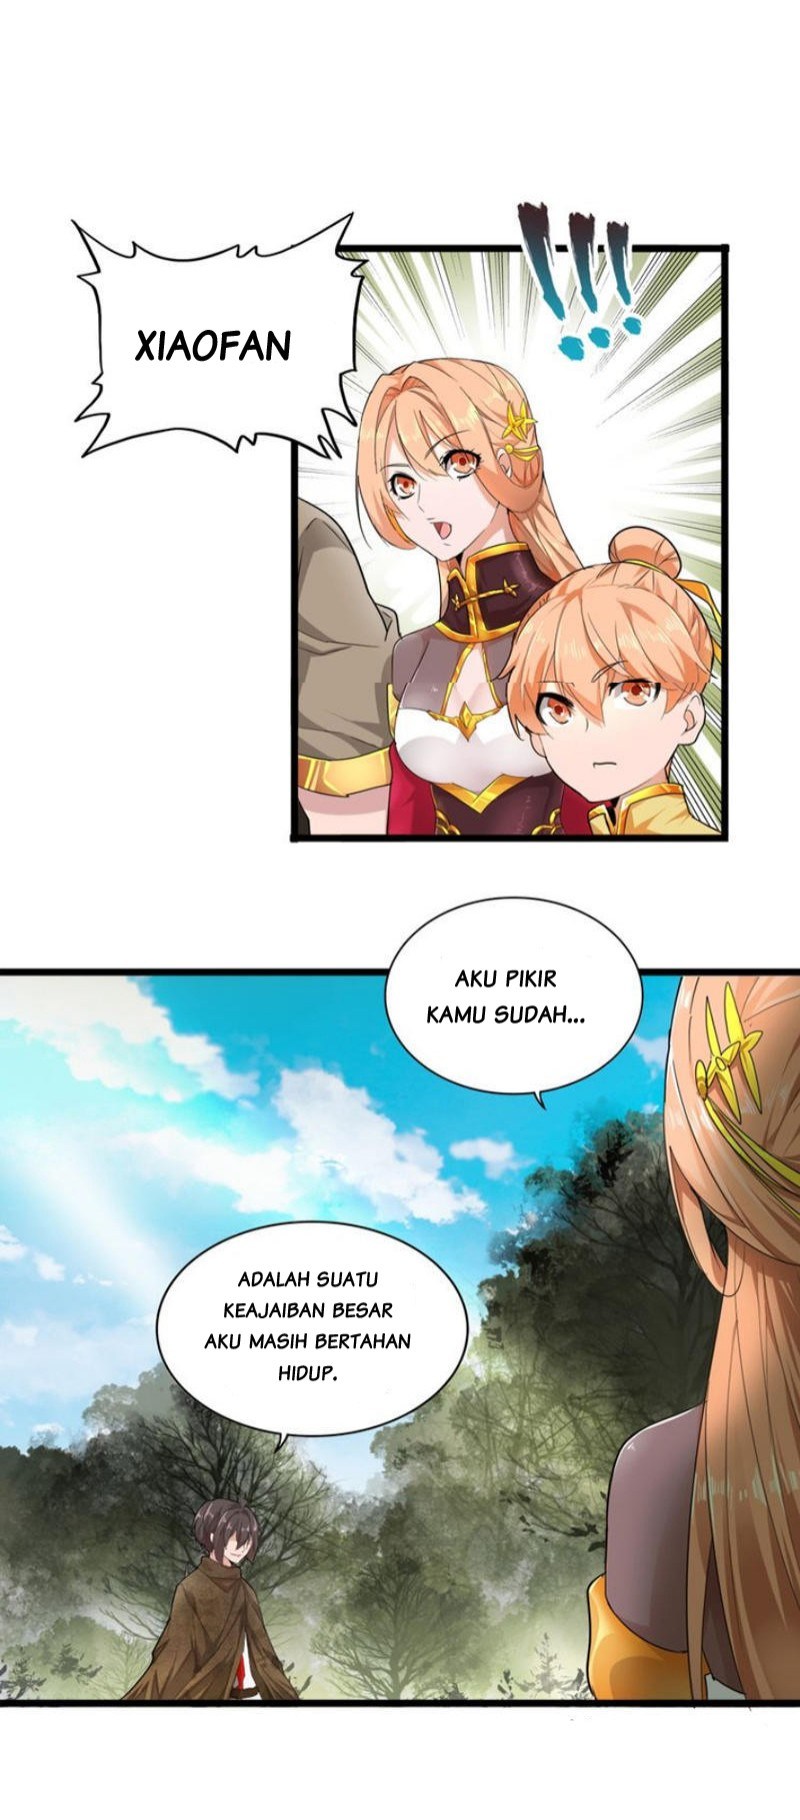 !!!
XIAOFAN
AKU PIKIR
KAMU SUDAH...
ADALAH SUATU
KEAJAIBAN BESAR
AKU MASIH BERTAHAN
HIDUP.